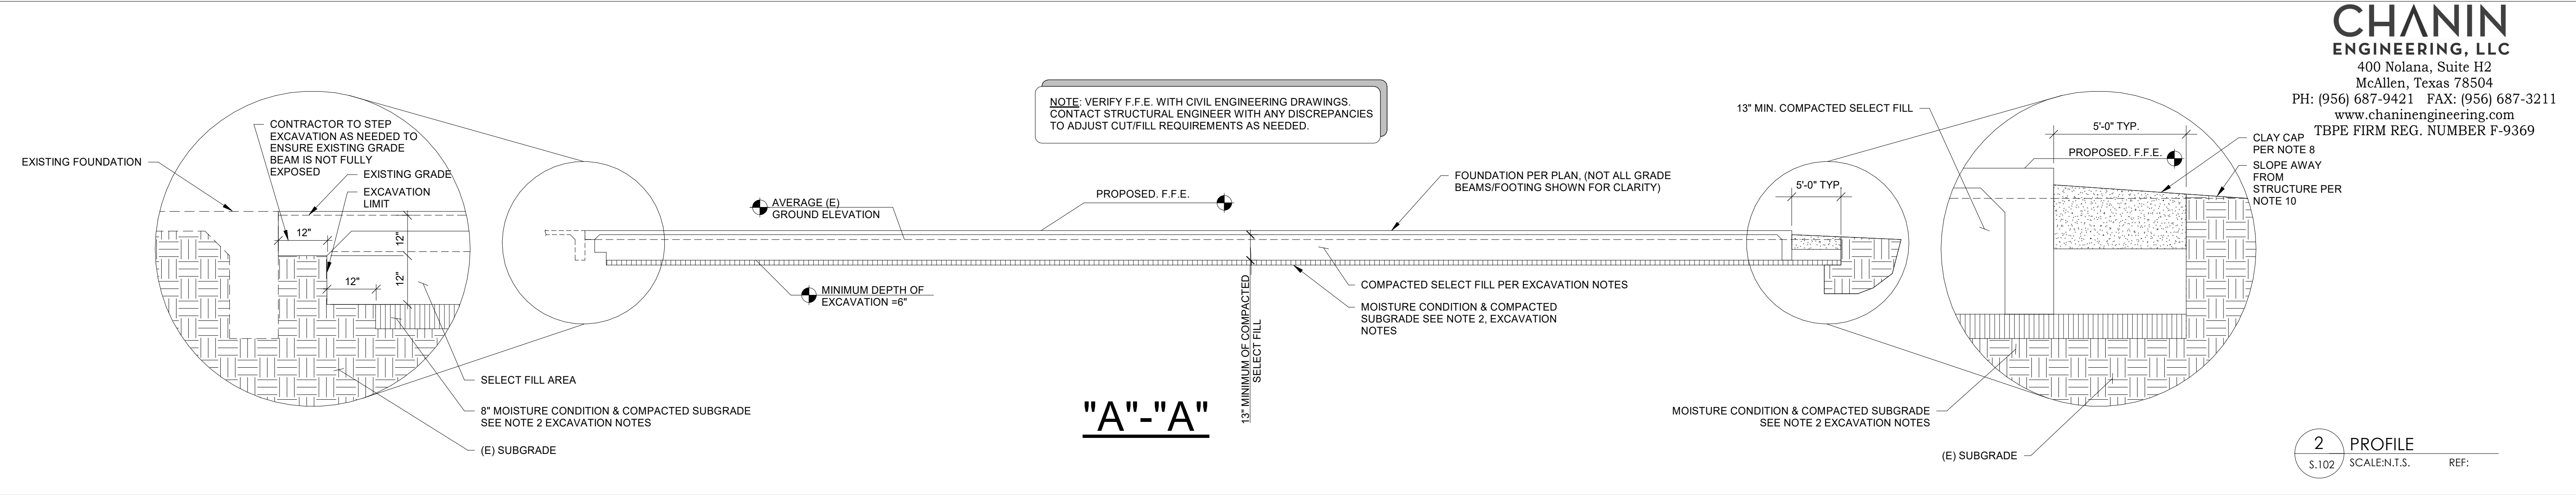 CHANIN
ENGINEERING, LLC
400 Nolana, Suite H2
McAllen, Texas 78504
PH: (956) 687-9421   FAX: (956) 687-3211
www.chaninengineering.com
TBPE FIRM REG. NUMBER F-9369
EXISTING FOUNDATION
CONTRACTOR TO STEP
EXCAVATION AS NEEDED TO
ENSURE EXISTING GRADE
BEAM IS NOT FULLY
EXPOSED
EXISTING GRADE
EXCAVATION
LIMIT
12"
12"
12"
12"
SELECT FILL AREA
8" MOISTURE CONDITION & COMPACTED SUBGRADE
SEE NOTE 2 EXCAVATION NOTES
(E) SUBGRADE
NOTE: VERIFY F.F.E. WITH CIVIL ENGINEERING DRAWINGS.
CONTACT STRUCTURAL ENGINEER WITH ANY DISCREPANCIES
TO ADJUST CUT/FILL REQUIREMENTS AS NEEDED.
AVERAGE (E)
GROUND ELEVATION
PROPOSED. F.F.E.
FOUNDATION PER PLAN, (NOT ALL GRADE
BEAMS/FOOTING SHOWN FOR CLARITY)
5'-0" TYP.
MINIMUM DEPTH OF
EXCAVATION =6"
13" MINIMUM OF COMPACTED
SELECT FILL
COMPACTED SELECT FILL PER EXCAVATION NOTES
MOISTURE CONDITION & COMPACTED
SUBGRADE SEE NOTE 2, EXCAVATION
NOTES
"A"-"A"
13" MIN. COMPACTED SELECT FILL
5'-0" TYP.
PROPOSED. F.F.E.
CLAY CAP
PER NOTE 8
SLOPE AWAY
FROM
STRUCTURE PER
NOTE 10
MOISTURE CONDITION & COMPACTED SUBGRADE
SEE NOTE 2 EXCAVATION NOTES
(E) SUBGRADE
2
S.102
PROFILE
SCALE:N.T.S.
REF: